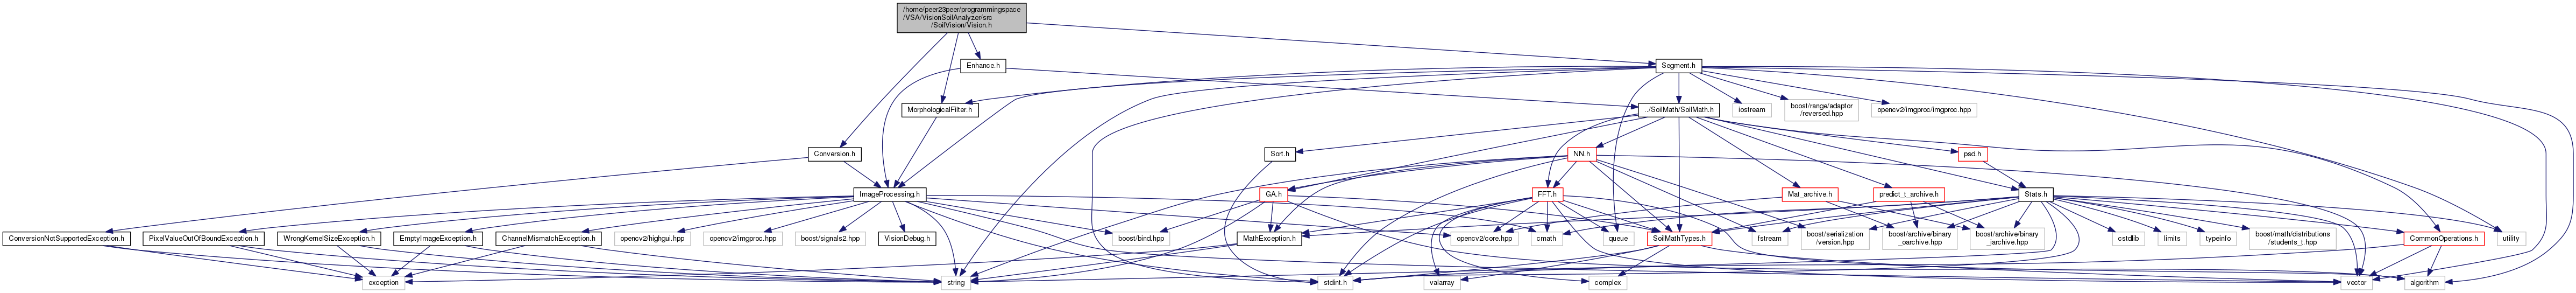 /home/peer23peer/programmingspace
/VSA/VisionSoilAnalyzer/src
/SoilVision/Vision.h
Enhance.h
Segment.h
MorphologicalFilter.h
../SoilMath/SoilMath.h
iostream
boost/range/adaptor
/reversed.hpp
opencv2/imgproc/imgproc.hpp
Conversion.h
Sort.h
NN.h
psd.h
ImageProcessing.h
GA.h
FFT.h
Mat_archive.h
predict_t_archive.h
Stats.h
ConversionNotSupportedException.h
PixelValueOutOfBoundException.h
WrongKernelSizeException.h
EmptyImageException.h
ChannelMismatchException.h
opencv2/highgui.hpp
opencv2/imgproc.hpp
boost/signals2.hpp
VisionDebug.h
boost/bind.hpp
MathException.h
opencv2/core.hpp
cmath
queue
SoilMathTypes.h
fstream
boost/serialization
/version.hpp
boost/archive/binary
_oarchive.hpp
boost/archive/binary
_iarchive.hpp
cstdlib
limits
typeinfo
boost/math/distributions
/students_t.hpp
CommonOperations.h
utility
exception
string
stdint.h
valarray
complex
vector
algorithm